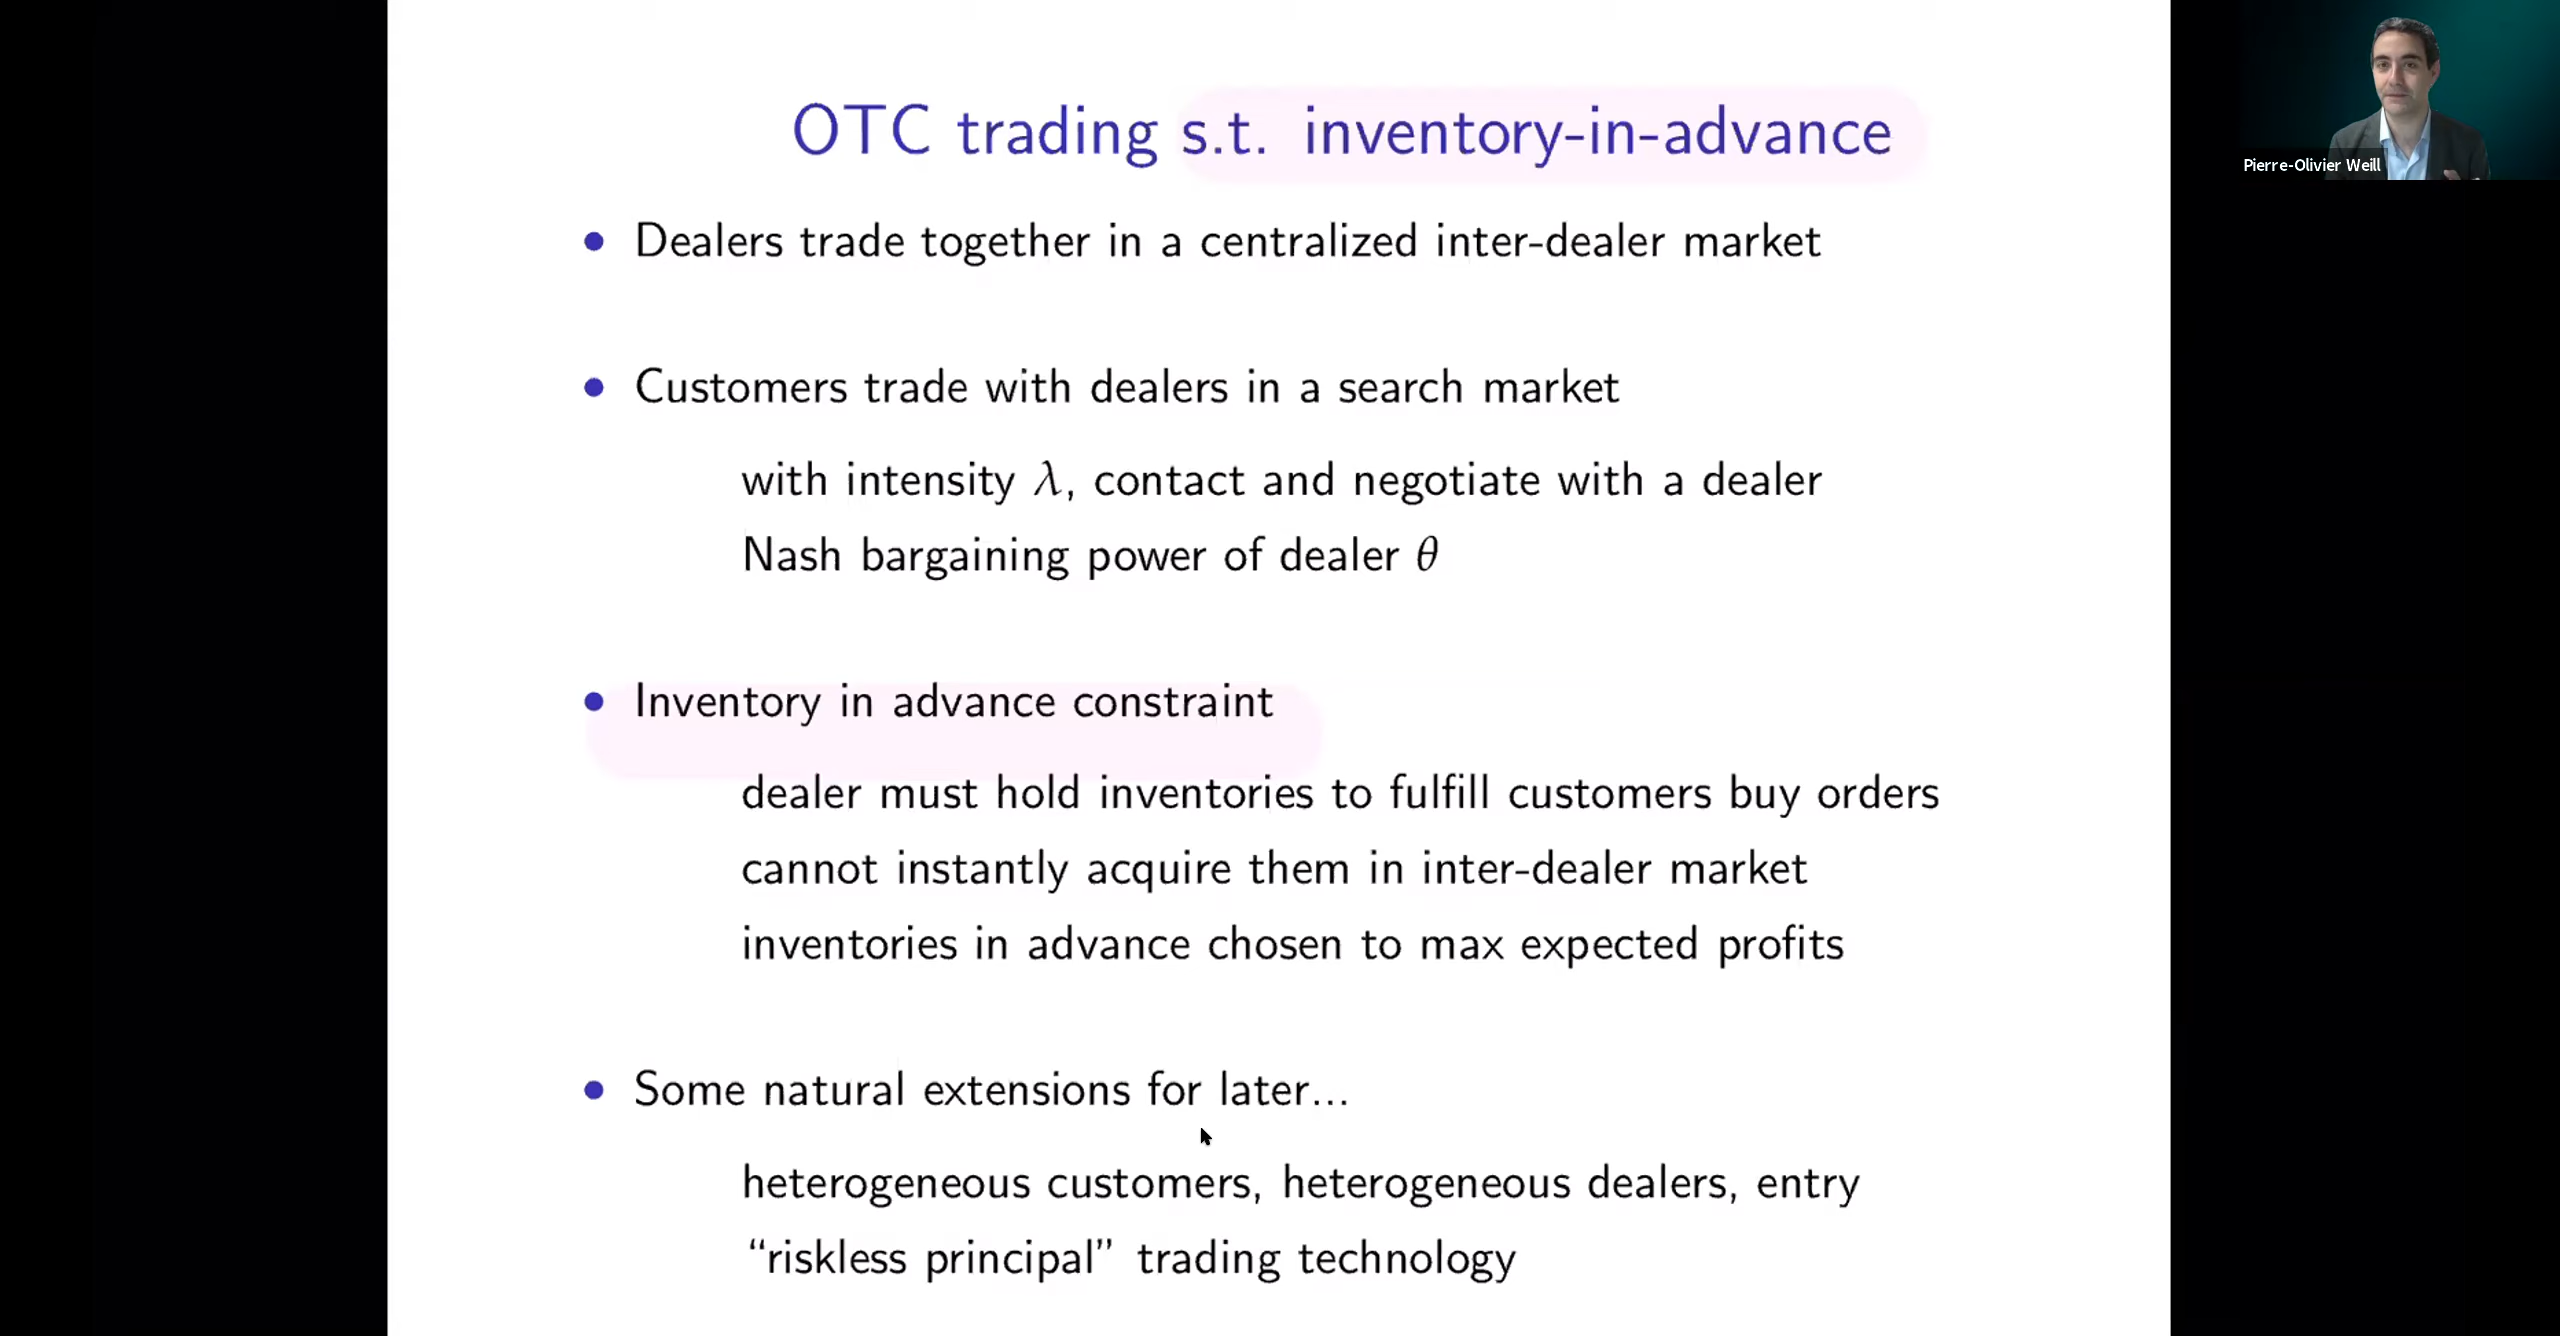 OTC trading s.t. inventory-in-advance
Pierre-Olivier Weill
• Dealers trade together in a centralized inter-dealer market
• Customers trade with dealers in a search market
with intensity λ, contact and negotiate with a dealer
Nash bargaining power of dealer θ
• Inventory in advance constraint
dealer must hold inventories to fulfill customers buy orders
cannot instantly acquire them in inter-dealer market
inventories in advance chosen to max expected profits
• Some natural extensions for later...
heterogeneous customers, heterogeneous dealers, entry
“riskless principal” trading technology